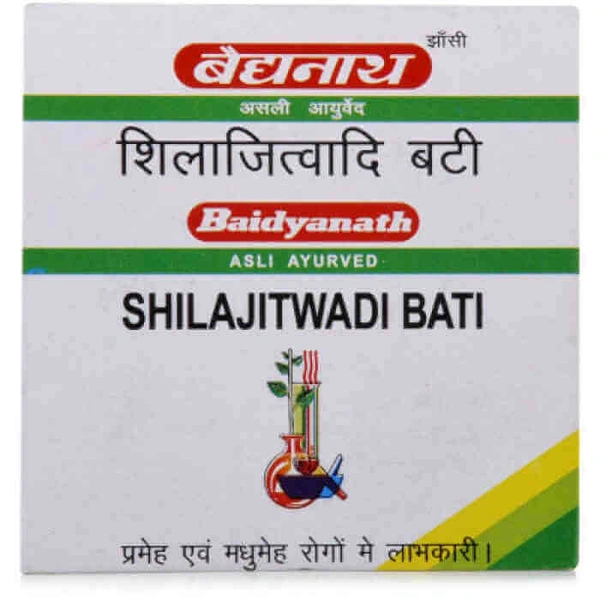 झाँसी
बैद्यनाथ
असली आयुर्वेद
शिलाजित्वादि बटी
Baidyanath
ASLI AYURVED
SHILAJITWADI BATI
प्रमेह एवं मधुमेह रोगों मे लाभकारी।